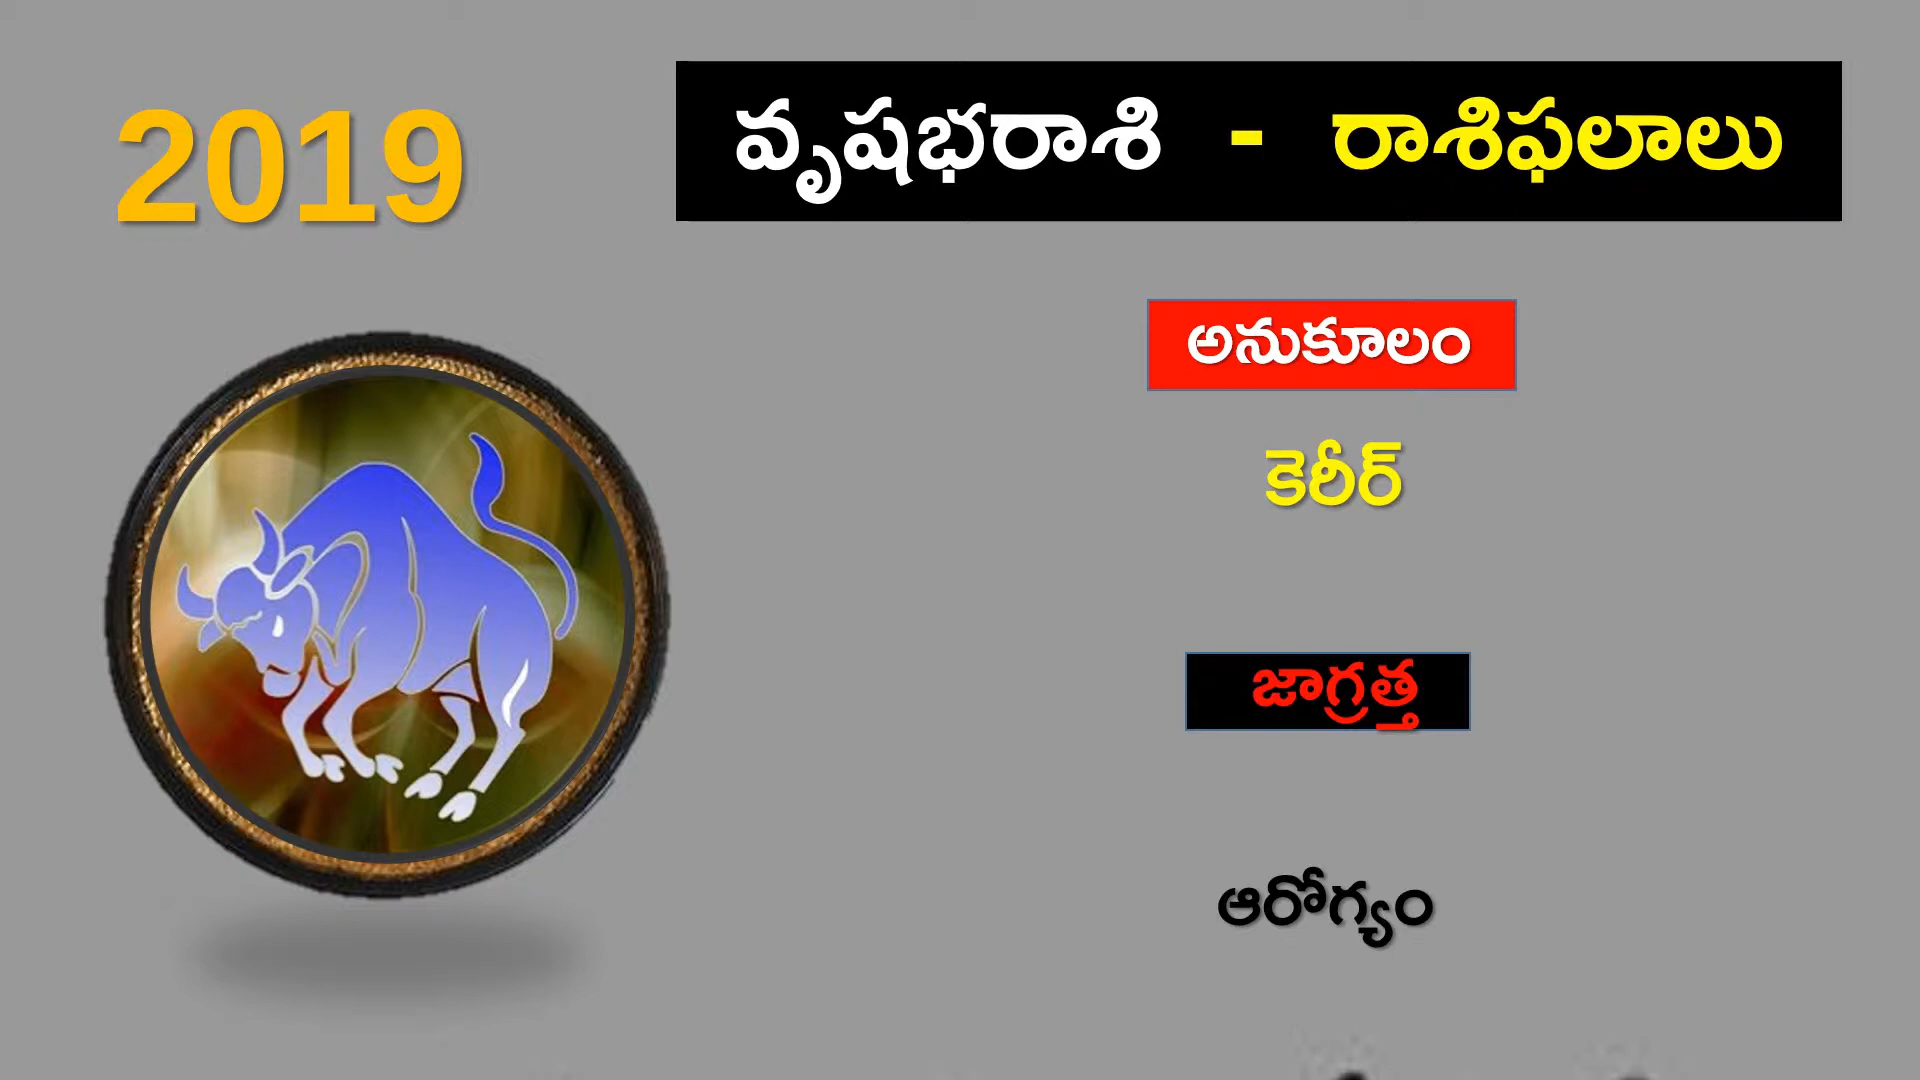 2019
వృషభరాశి - రాశిఫలాలు
అనుకూలం
కెరీర్
జాగ్రత్త
ఆరోగ్యం